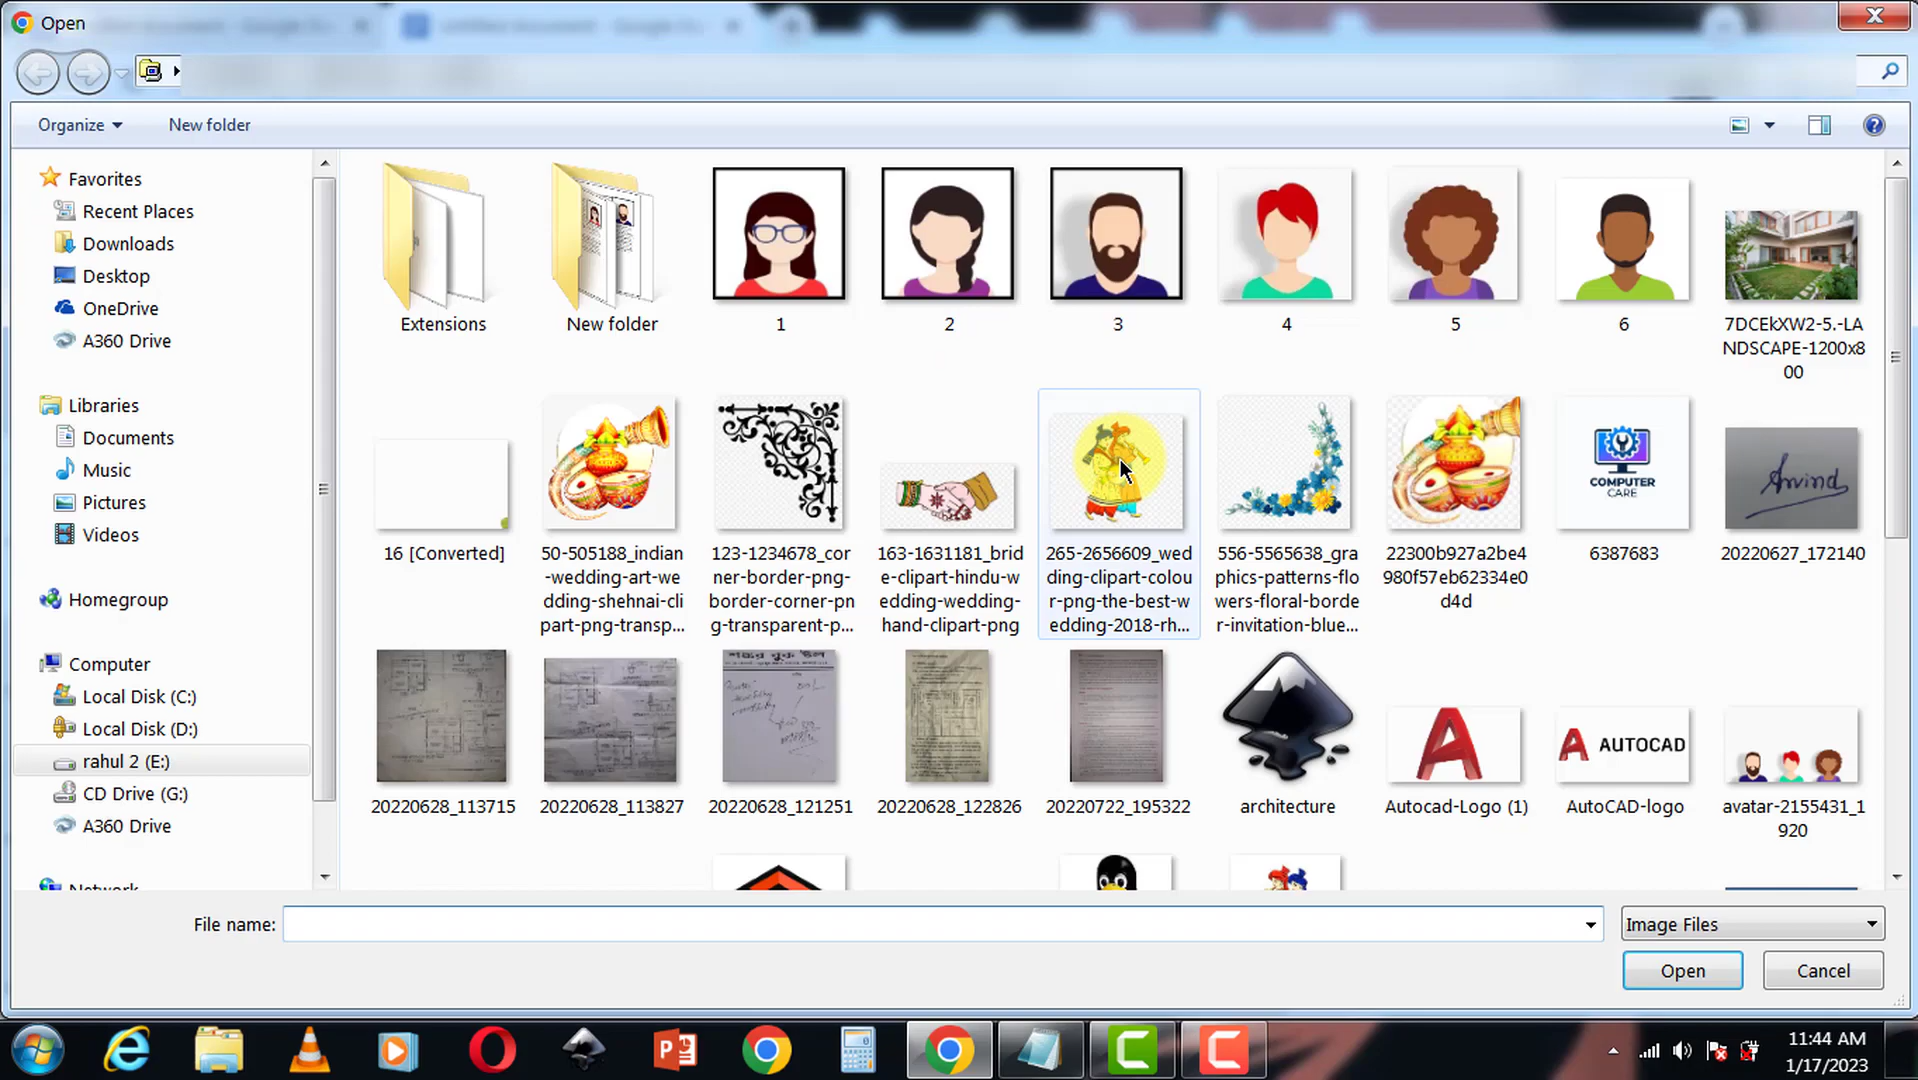 Open
Organize
New folder
Favorites
Recent Places
Downloads
Desktop
OneDrive
A360 Drive
Libraries
Documents
Music
Pictures
Videos
Homegroup
Computer
Local Disk (C:)
Local Disk (D:)
rahul 2 (E:)
CD Drive (G:)
A360 Drive
Network
Extensions
New folder
1
2
3
4
5
6
7DCEkXW2-5.-LA
NDSCAPE-1200x8
00
COMPUTER
CARE
Arvind
16 [Converted]
50-505188_indian
-wedding-art-we
dding-shehnai-cli
part-png-transp...
123-1234678_cor
ner-border-png-
border-corner-pn
g-transparent-p...
163-1631181_brid
e-clipart-hindu-w
edding-wedding-
hand-clipart-png
265-2656609_wed
ding-clipart-colou
r-png-the-best-w
edding-2018-rh...
556-5565638_gra
phics-patterns-flo
wers-floral-borde
r-invitation-blue...
22300b927a2be4
980f57eb62334e0
d4d
6387683
20220627_172140
AUTOCAD
20220628_113715
20220628_113827
20220628_121251
20220628_122826
20220722_195322
architecture
Autocad-Logo (1)
AutoCAD-logo
avatar-2155431_1
920
File name:
Image Files
Open
Cancel
11:44 AM
1/17/2023